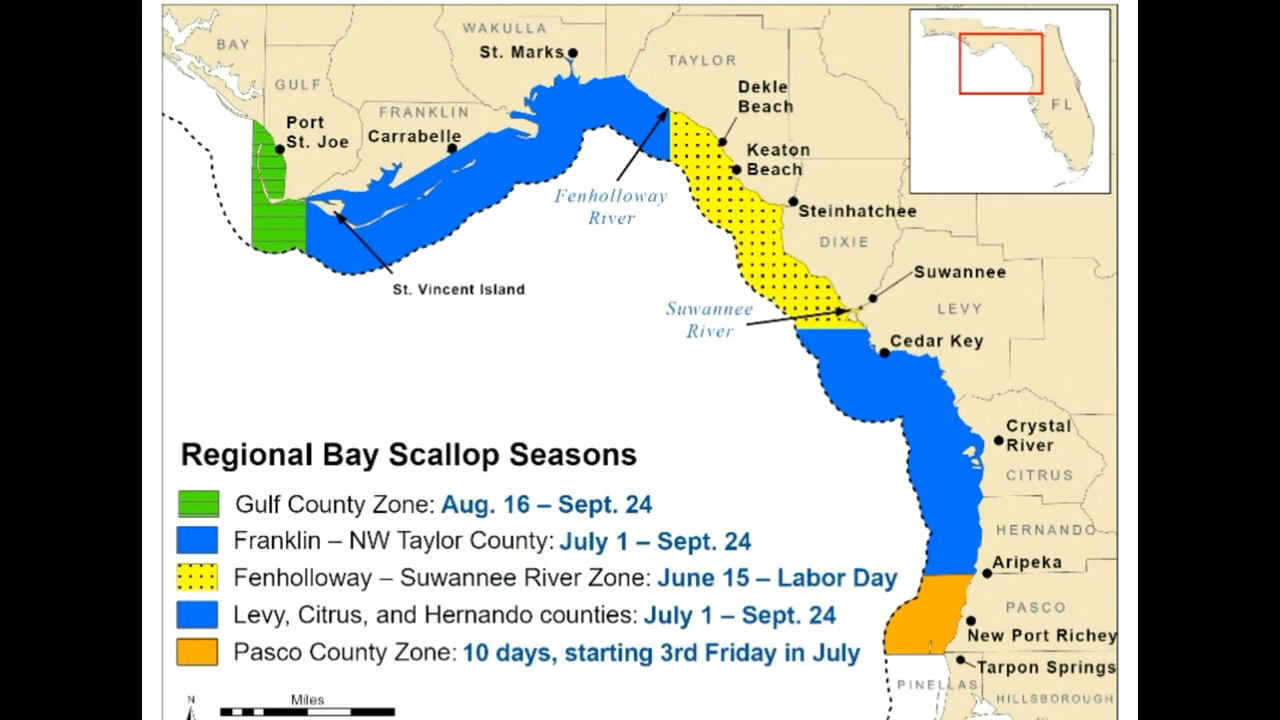 WAKULLA
BAY
St. Marks
TAYLOR
GULF
Dekle
Beach
FL
FRANKLIN
Port
St. Joe
Carrabelle
Keaton
Beach
Fenholloway
River
Steinhatchee
DIXIE
St. Vincent Island
Suwannee
Suwannee
River
LEVY
Cedar Key
Crystal
River
CITRUS
Regional Bay Scallop Seasons
Gulf County Zone: Aug. 16 – Sept. 24
Franklin – NW Taylor County: July 1 – Sept. 24
Fenholloway – Suwannee River Zone: June 15 – Labor Day
Levy, Citrus, and Hernando counties: July 1 – Sept. 24
Pasco County Zone: 10 days, starting 3rd Friday in July
HERNANDO
Aripeka
PASCO
New Port Richey
Tarpon Springs
PINELLAS
HILLSBOROUGH
N
Miles